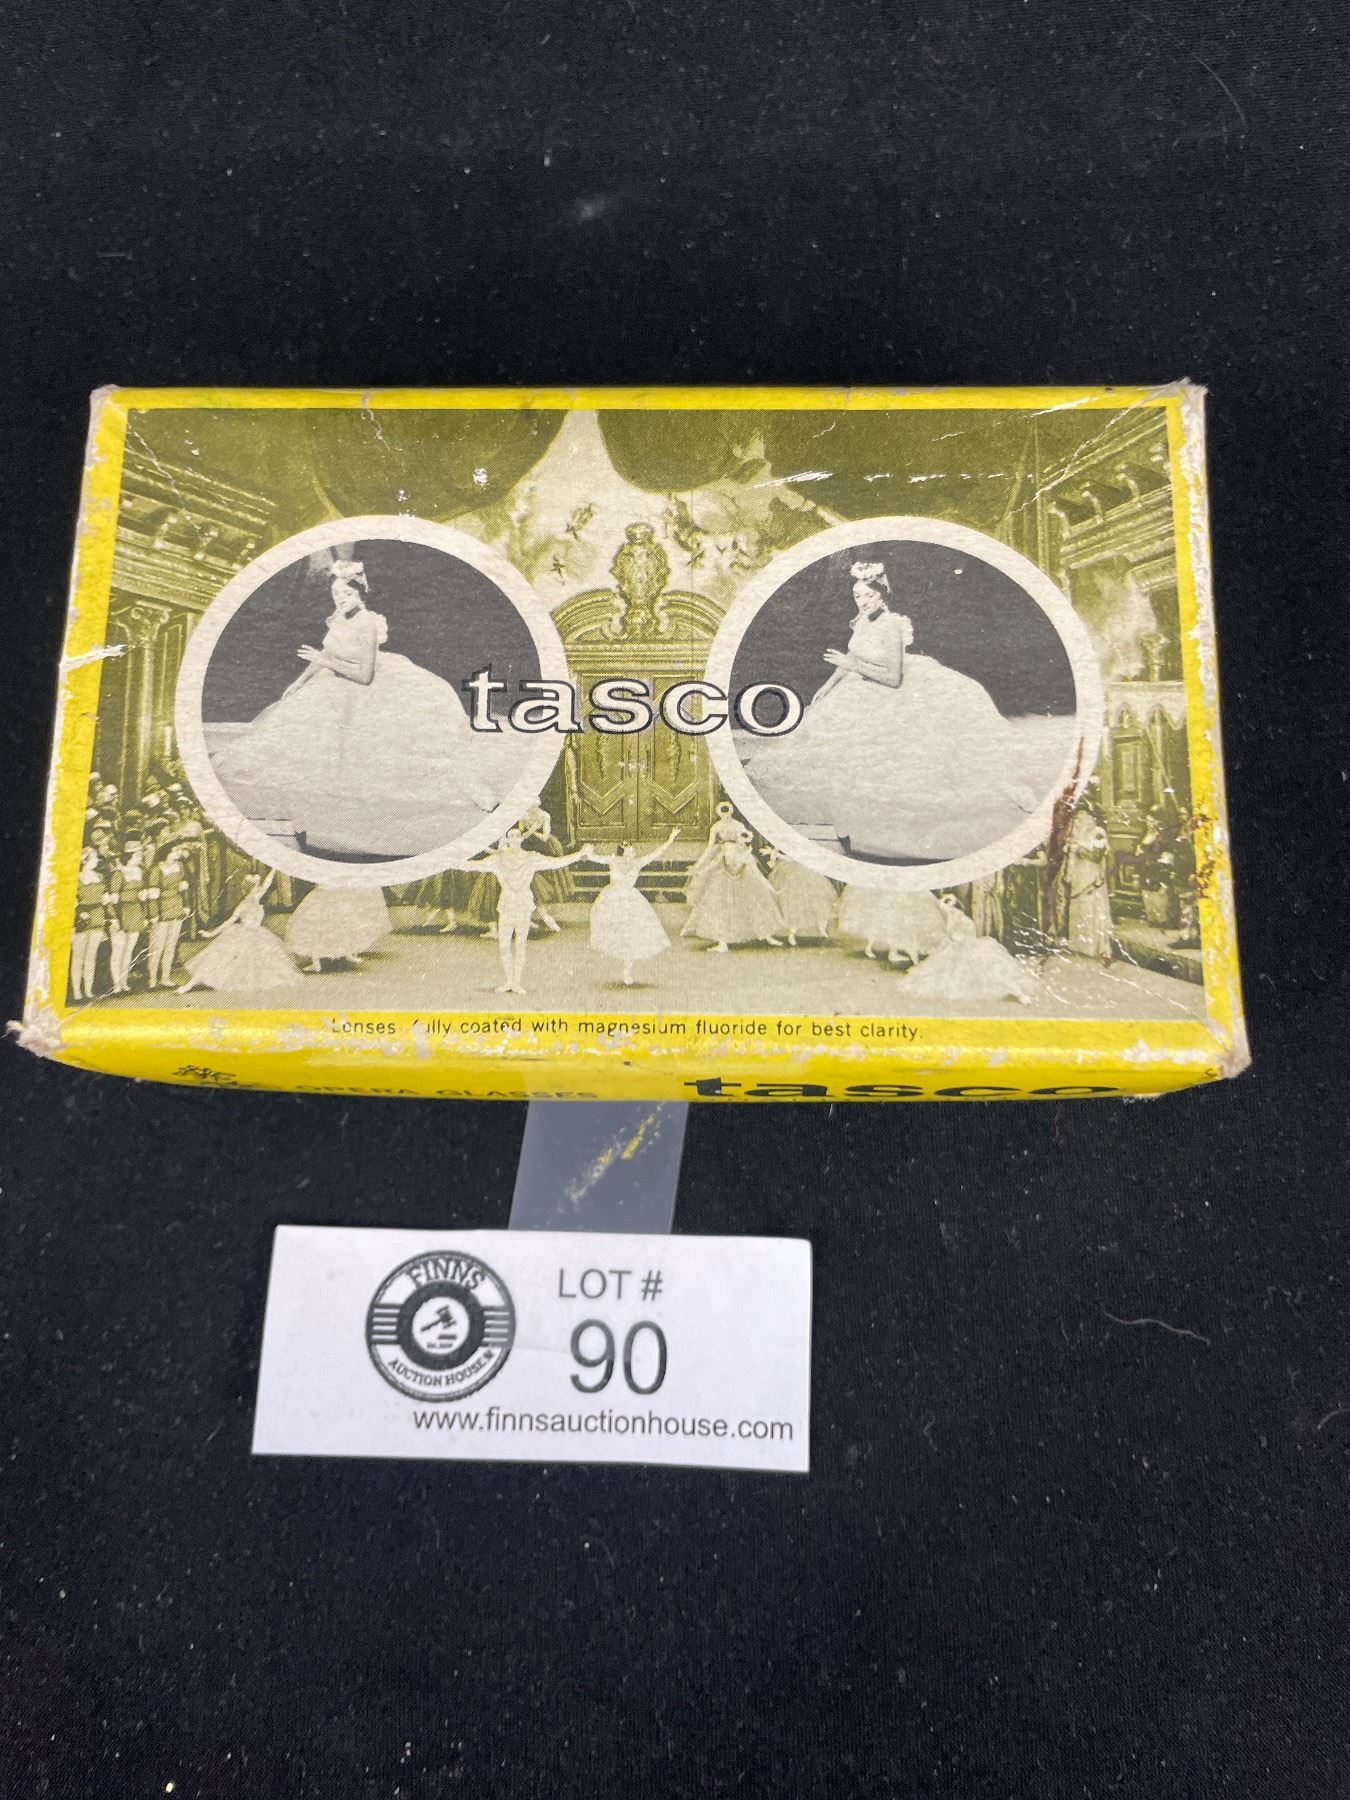 tasco
Lenses fully coated with magnesium fluoride for best clarity.
OPERA GLASSES tasco
FINNS
AUCTION HOUSE
LOT #
90
www.finnsauctionhouse.com